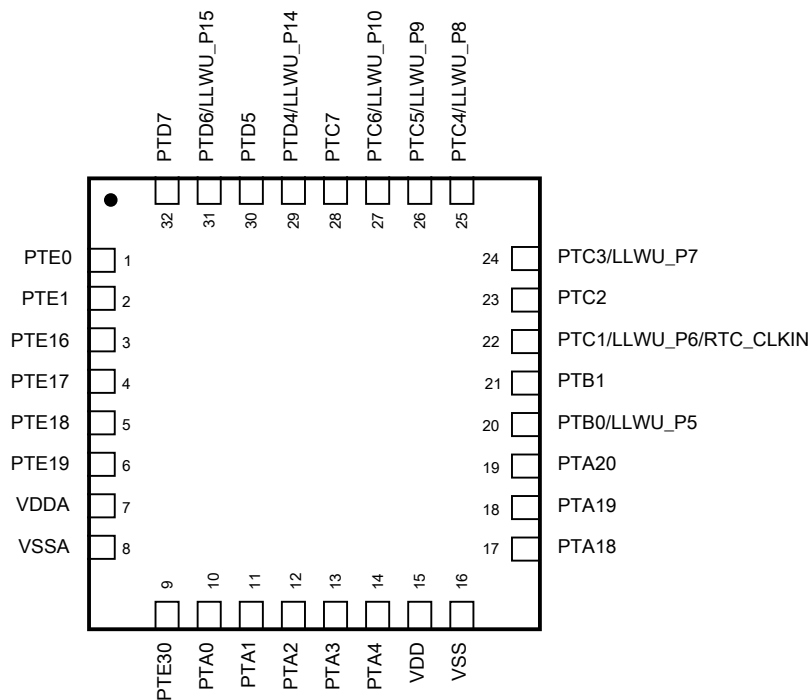 PTD7
PTD6/LLWU_P15
PTD5
PTD4/LLWU_P14
PTC7
PTC6/LLWU_P10
PTC5/LLWU_P9
PTC4/LLWU_P8
32
31
30
29
28
27
26
25
PTE0 1
PTE1 2
PTE16 3
PTE17 4
PTE18 5
PTE19 6
VDDA 7
VSSA 8
24 PTC3/LLWU_P7
23 PTC2
22 PTC1/LLWU_P6/RTC_CLKIN
21 PTB1
20 PTB0/LLWU_P5
19 PTA20
18 PTA19
17 PTA18
9
10
11
12
13
14
15
16
PTE30
PTA0
PTA1
PTA2
PTA3
PTA4
VDD
VSS